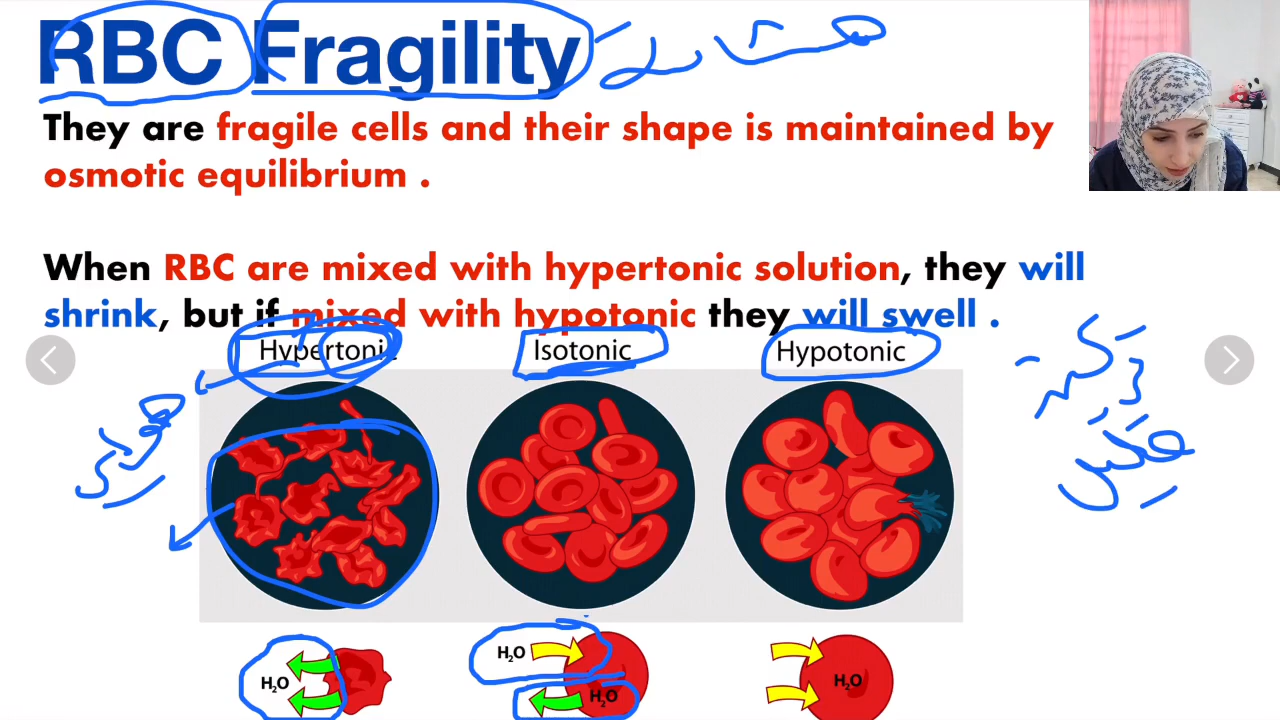 RBC Fragility
They are fragile cells and their shape is maintained by
osmotic equilibrium .
When RBC are mixed with hypertonic solution, they will
shrink, but if mixed with hypotonic they will swell .
Hypertonic Isotonic Hypotonic
H₂O H₂O H₂O H₂O